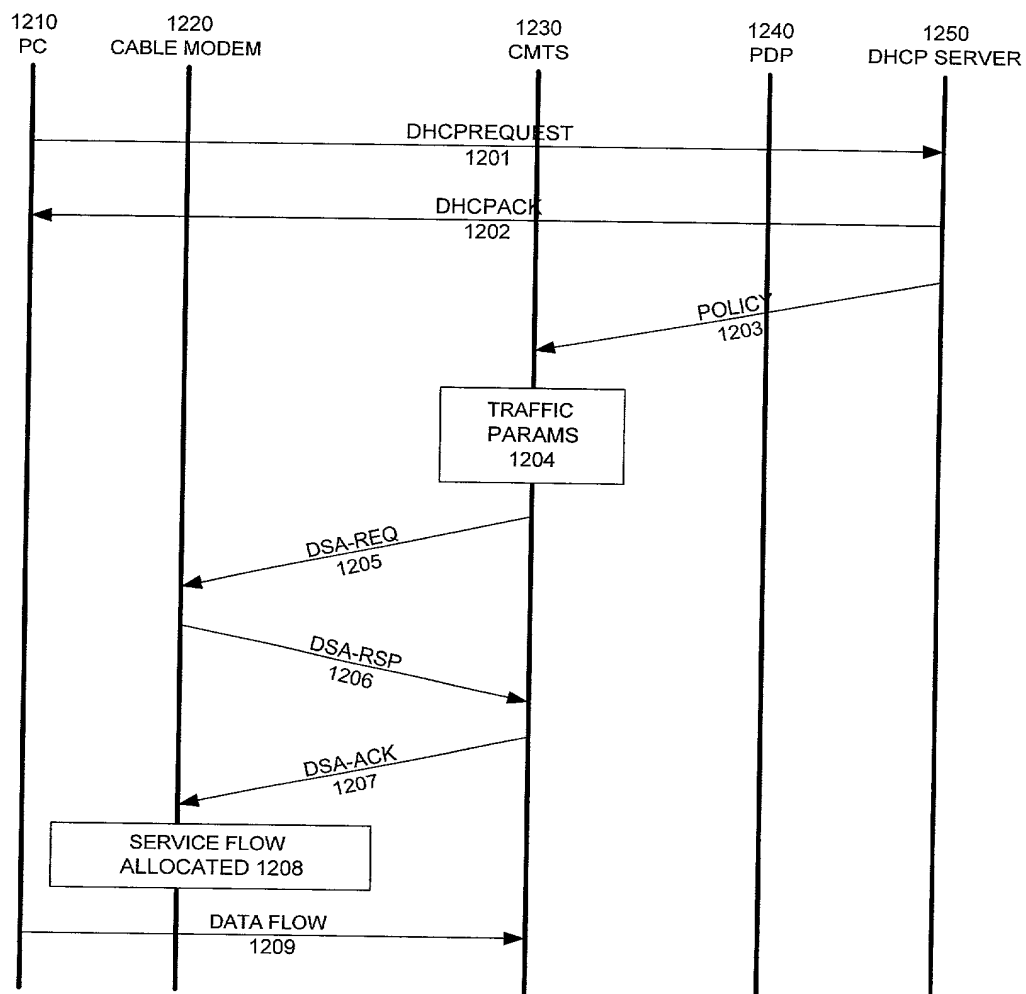 1210
PC
1220
CABLE MODEM
1230
CMTS
1240
PDP
1250
DHCP SERVER
DHCPREQUEST
1201
DHCPACK
1202
POLICY
1203
TRAFFIC
PARAMS
1204
DSA-REQ
1205
DSA-RSP
1206
DSA-ACK
1207
SERVICE FLOW
ALLOCATED 1208
DATA FLOW
1209